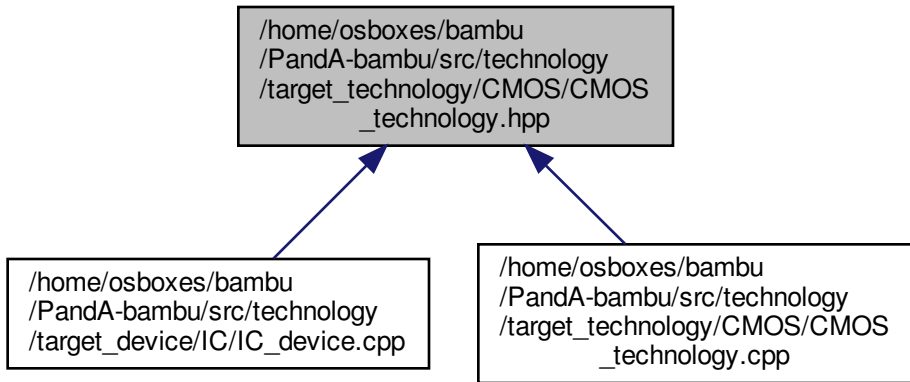 /home/osboxes/bambu
/PandA-bambu/src/technology
/target_technology/CMOS/CMOS
_technology.hpp
/home/osboxes/bambu
/PandA-bambu/src/technology
/target_device/IC/IC_device.cpp
/home/osboxes/bambu
/PandA-bambu/src/technology
/target_technology/CMOS/CMOS
_technology.cpp